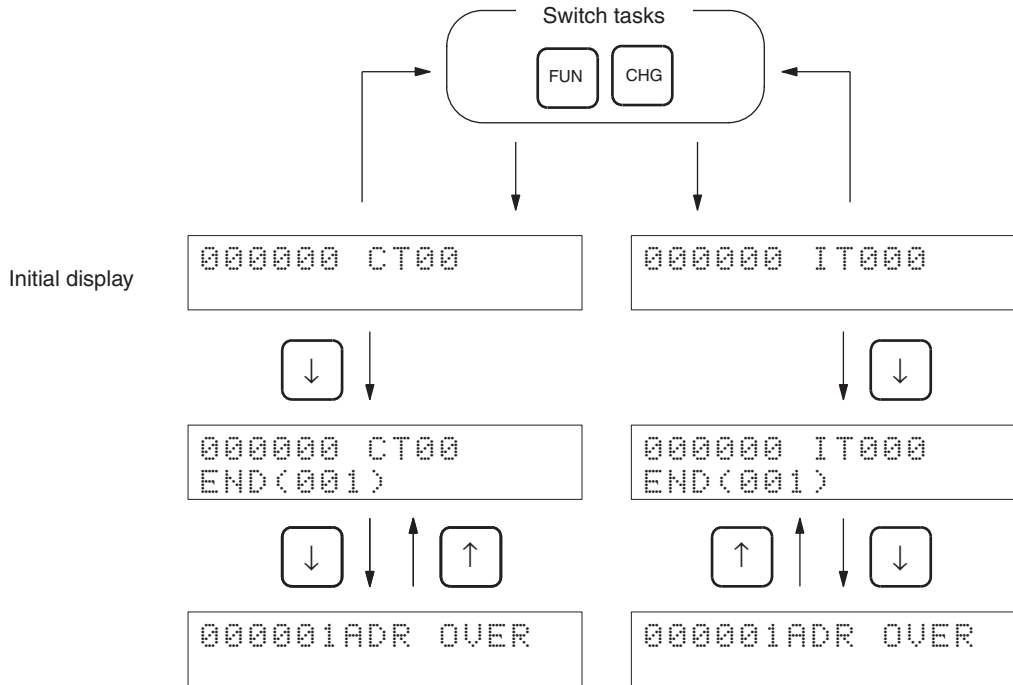 Switch tasks
FUN CHG
Initial display
000000 CT00
000000 IT000
↓
↓
000000 CT00
END(001)
000000 IT000
END(001)
↓ ↑
↑ ↓
000001ADR OVER
000001ADR OVER